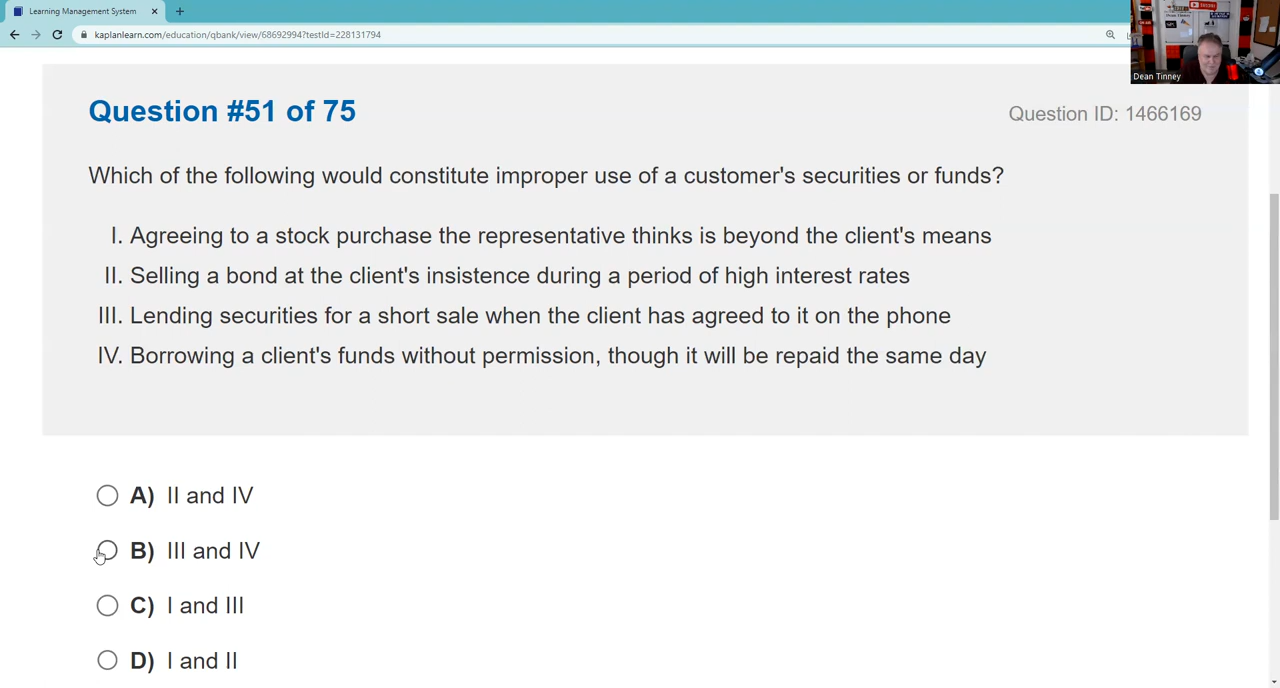 Learning Management System
kaplanlearn.com/education/qbank/view/68692994?testId=228131794
Dean Tinney
Question #51 of 75
Question ID: 1466169
Which of the following would constitute improper use of a customer's securities or funds?
I. Agreeing to a stock purchase the representative thinks is beyond the client's means
II. Selling a bond at the client's insistence during a period of high interest rates
III. Lending securities for a short sale when the client has agreed to it on the phone
IV. Borrowing a client's funds without permission, though it will be repaid the same day
A) II and IV
B) III and IV
C) I and III
D) I and II